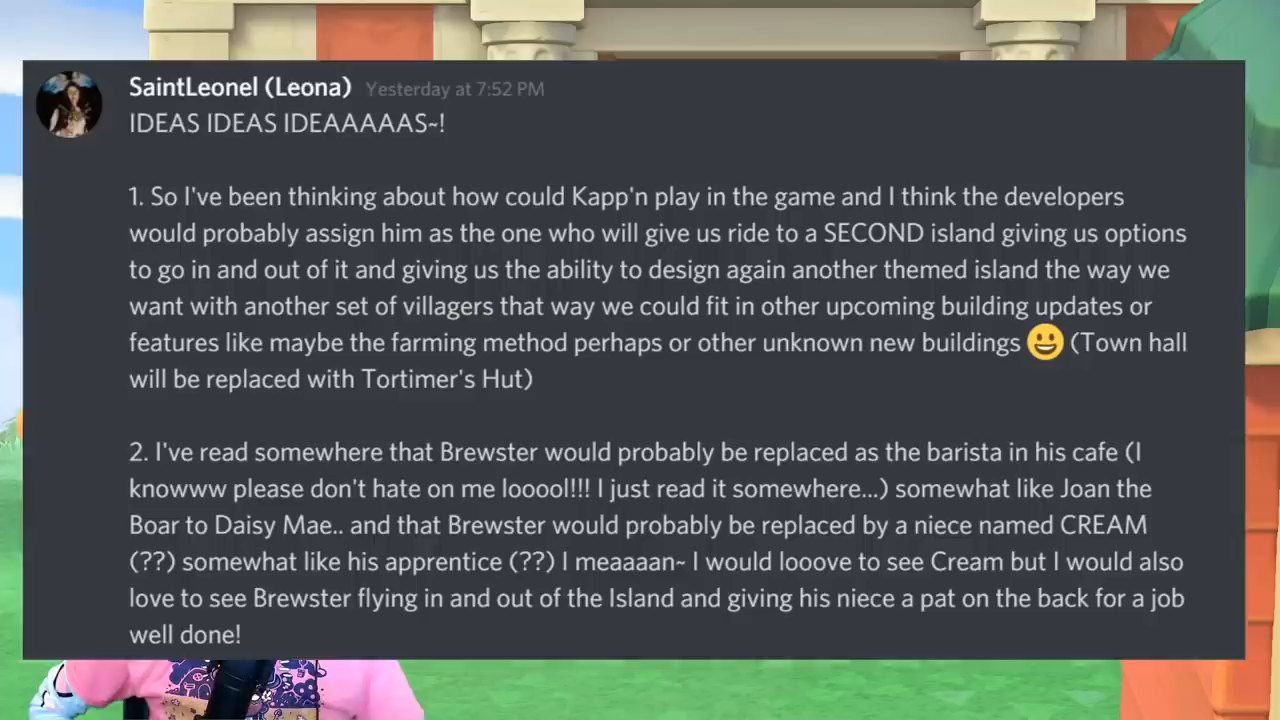 SaintLeonel (Leona) Yesterday at 7:52 PM
IDEAS IDEAS IDEAAAAAS~!
1. So I've been thinking about how could Kapp'n play in the game and I think the developers
would probably assign him as the one who will give us ride to a SECOND island giving us options
to go in and out of it and giving us the ability to design again another themed island the way we
want with another set of villagers that way we could fit in other upcoming building updates or
features like maybe the farming method perhaps or other unknown new buildings 😀 (Town hall
will be replaced with Tortimer's Hut)
2. I've read somewhere that Brewster would probably be replaced as the barista in his cafe (I
knowww please don't hate on me looool!!! I just read it somewhere...) somewhat like Joan the
Boar to Daisy Mae.. and that Brewster would probably be replaced by a niece named CREAM
(??) somewhat like his apprentice (??) I meaaaan~ I would looove to see Cream but I would also
love to see Brewster flying in and out of the Island and giving his niece a pat on the back for a job
well done!